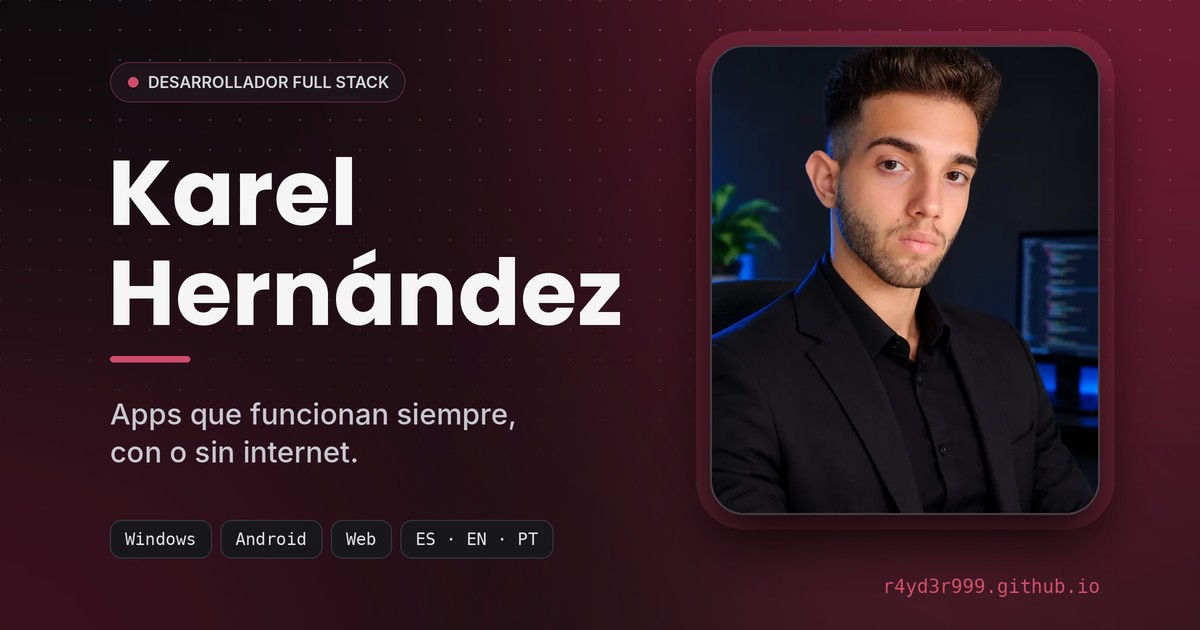 DESARROLLADOR FULL STACK
Karel
Hernández
Apps que funcionan siempre,
con o sin internet.
Windows
Android
Web
ES · EN · PT
r4yd3r999.github.io